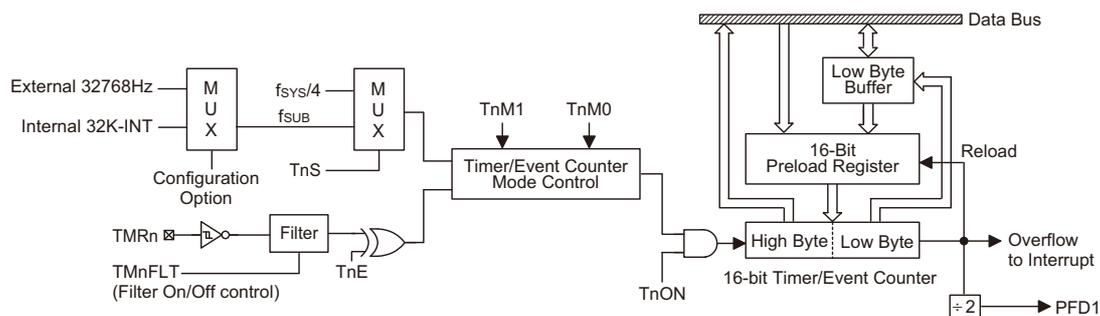 Data Bus
External 32768Hz
Internal 32K-INT
M
U
X
Configuration
Option
fSYS/4
fSUB
M
U
X
TnS
TnM1
TnM0
Timer/Event Counter
Mode Control
TMRn
Filter
TMnFLT
(Filter On/Off control)
TnE
TnON
Low Byte
Buffer
16-Bit
Preload Register
Reload
High Byte
Low Byte
16-bit Timer/Event Counter
Overflow
to Interrupt
÷2
PFD1